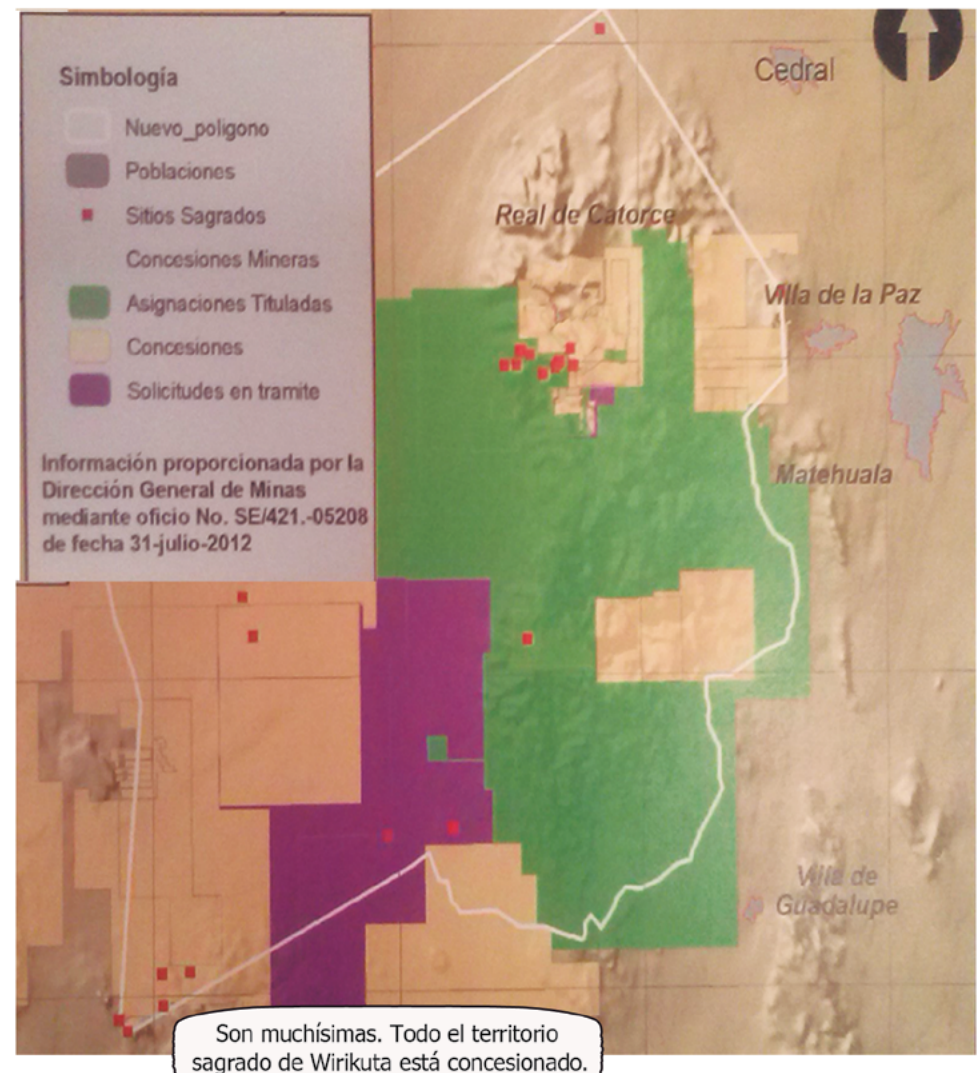 Simbología
Nuevo_poligono
Poblaciones
Sitios Sagrados
Concesiones Mineras
Asignaciones Tituladas
Concesiones
Solicitudes en tramite
Información proporcionada por la
Dirección General de Minas
mediante oficio No. SE/421.-05208
de fecha 31-julio-2012
Cedral
Real de Catorce
Villa de la Paz
Matehuala
Villa de
Guadalupe
Son muchísimas. Todo el territorio
sagrado de Wirikuta está concesionado.